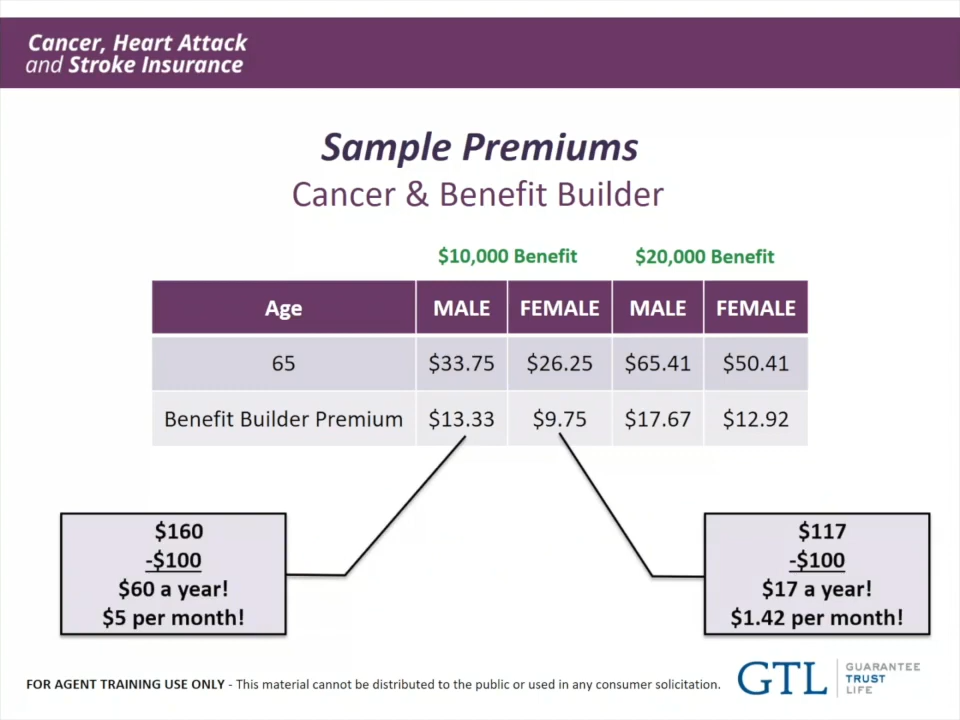 Cancer, Heart Attack
and Stroke Insurance
Sample Premiums
Cancer & Benefit Builder
$10,000 Benefit $20,000 Benefit
Age MALE FEMALE MALE FEMALE
65 $33.75 $26.25 $65.41 $50.41
Benefit Builder Premium $13.33 $9.75 $17.67 $12.92
$160
-$100
$60 a year!
$5 per month!
$117
-$100
$17 a year!
$1.42 per month!
FOR AGENT TRAINING USE ONLY - This material cannot be distributed to the public or used in any consumer solicitation.
GTL
GUARANTEE
TRUST
LIFE